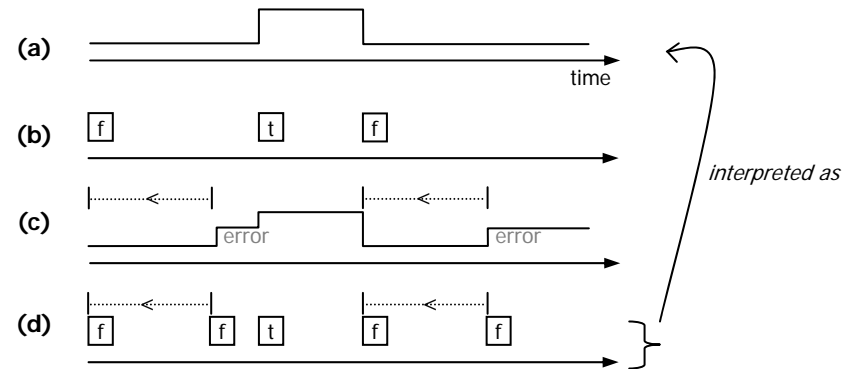 (a)
time
(b) f t f
interpreted as
(c) error error
(d) f f t f f